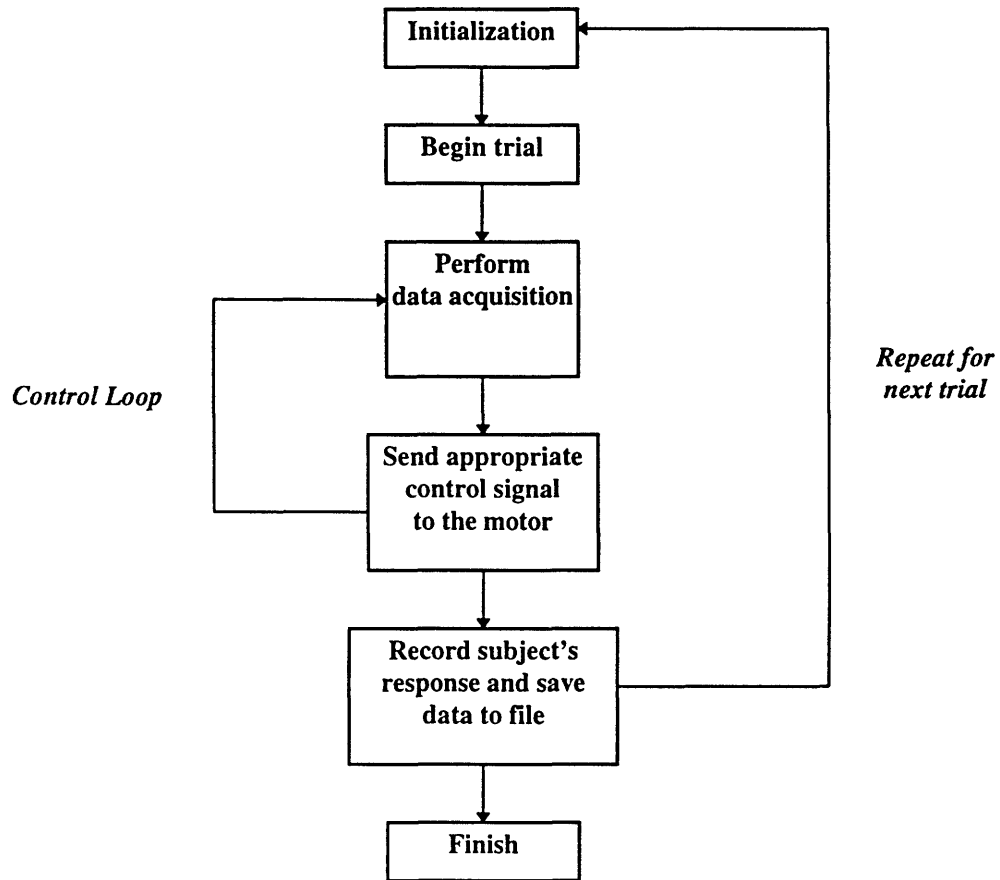 Initialization
Begin trial
Perform
data acquisition
Control Loop
Repeat for
next trial
Send appropriate
control signal
to the motor
Record subject's
response and save
data to file
Finish